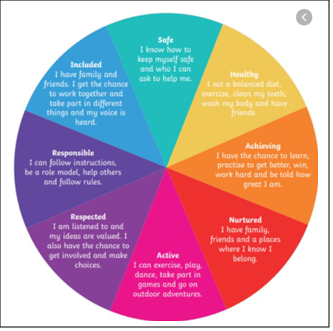 Safe
I know how to
keep myself safe
and who I can
ask to help me.
Healthy
I eat a balanced diet,
exercise, clean my teeth,
wash my body and have
friends.
Achieving
I have the chance to learn,
practise to get better, win,
work hard and be told how
great I am.
Nurtured
I have family,
friends and a places
where I know I
belong.
Active
I can exercise, play,
dance, take part in
games and go on
outdoor adventures.
Respected
I am listened to and
my ideas are valued. I
also have the chance to
get involved and make
choices.
Responsible
I can follow instructions,
be a role model, help others
and follow rules.
Included
I have family and
friends. I get the chance
to work together and
take part in different
things and my voice is
heard.